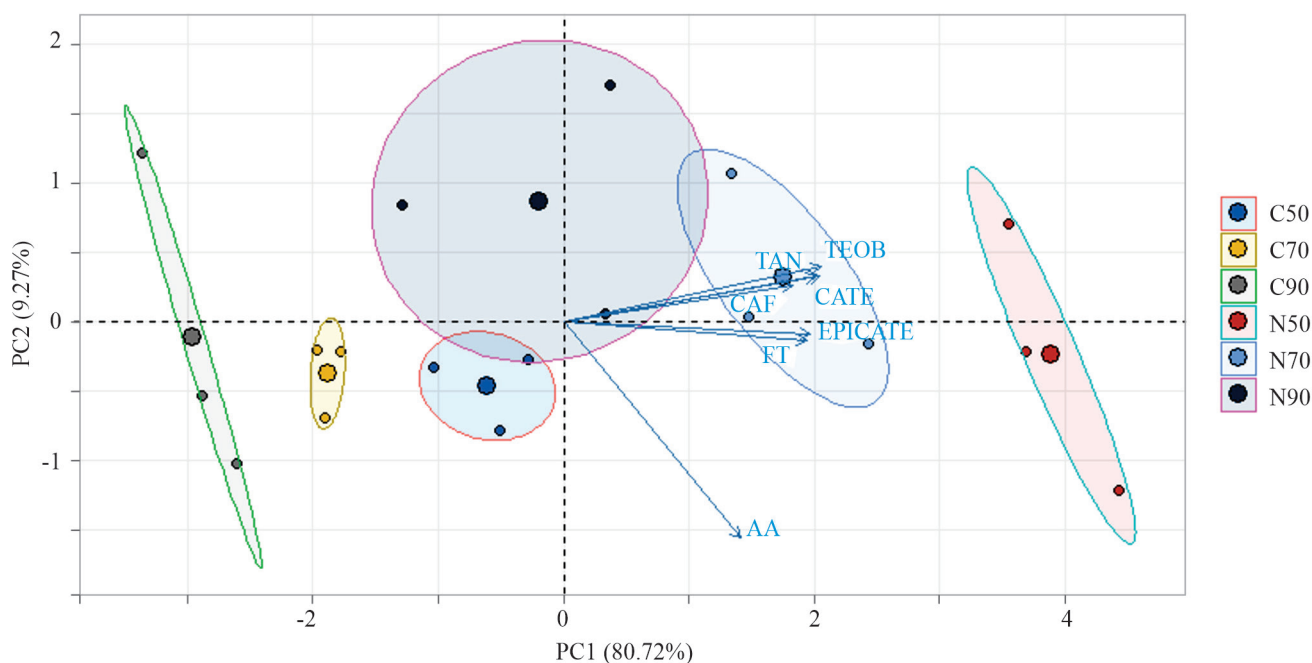 2
1
0
-1
PC2 (9.27%)
-2
0
2
4
PC1 (80.72%)
TAN
TEOB
CAF
CATE
EPICATE
FT
AA
C50
C70
C90
N50
N70
N90